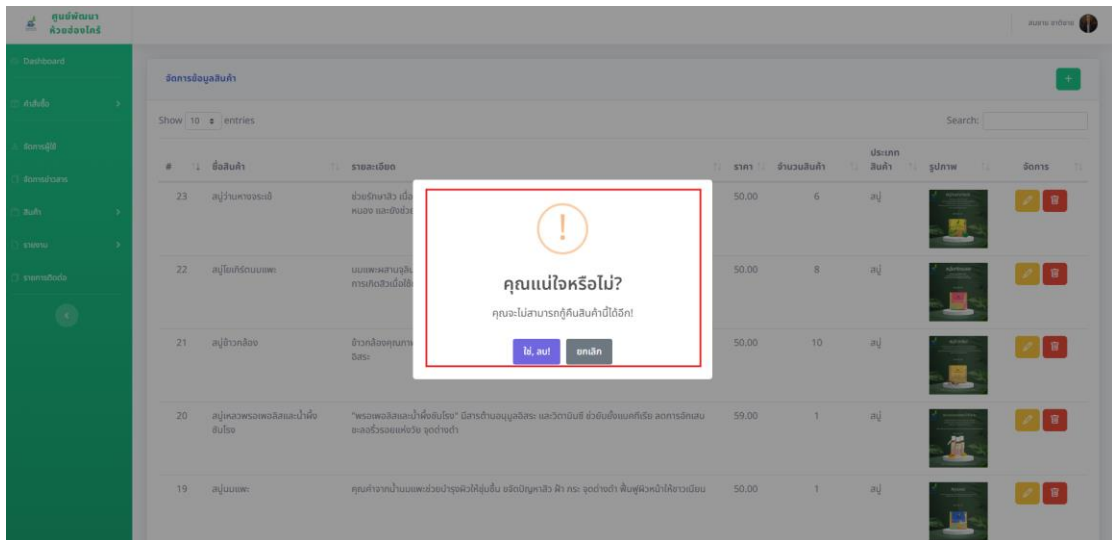 ศูนย์พัฒนา
ห้วยฮ่องไคร้
สมชาย ชาติชาย
Dashboard
คำสั่งซื้อ
จัดการผู้ใช้
จัดการข่าวสาร
สินค้า
รายงาน
รายการติดต่อ
จัดการข้อมูลสินค้า
+
Show 10 entries
Search:
# ชื่อสินค้า รายละเอียด ราคา จำนวนสินค้า ประเภท
สินค้า รูปภาพ จัดการ
23 สบู่ว่านหางจระเข้ ช่วยรักษาสิว 50.00 6 สบู่
หนอง และยังช่วย
22 สบู่โยเกิร์ตนมแพะ นมแพะผสานจุลิน 50.00 8 สบู่
การเกิดสิวเมื่อใช้
21 สบู่ข้าวกล้อง ข้าวกล้องคุณภาพ 50.00 10 สบู่
อิสระ
!
คุณแน่ใจหรือไม่?
คุณจะไม่สามารถกู้คืนสินค้านี้ได้อีก!
ใช่, ลบ! ยกเลิก
20 สบู่เหลวพรอเพอลิสและน้ำผึ้ง "พรอเพอลิสและน้ำผึ้งชันโรง" มีสารต้านอนุมูลอิสระ และวิตามินซี ช่วยยับยั้งแบคทีเรีย ลดการอักเสบ 59.00 1 สบู่
ชันโรง ชะลอริ้วรอยแห่งวัย จุดด่างดำ
19 สบู่นมแพะ คุณค่าจากน้ำนมแพะช่วยบำรุงผิวให้ชุ่มชื้น ขจัดปัญหาสิว ฝ้า กระ จุดด่างดำ ฟื้นฟูผิวหน้าให้ขาวเนียน 50.00 1 สบู่